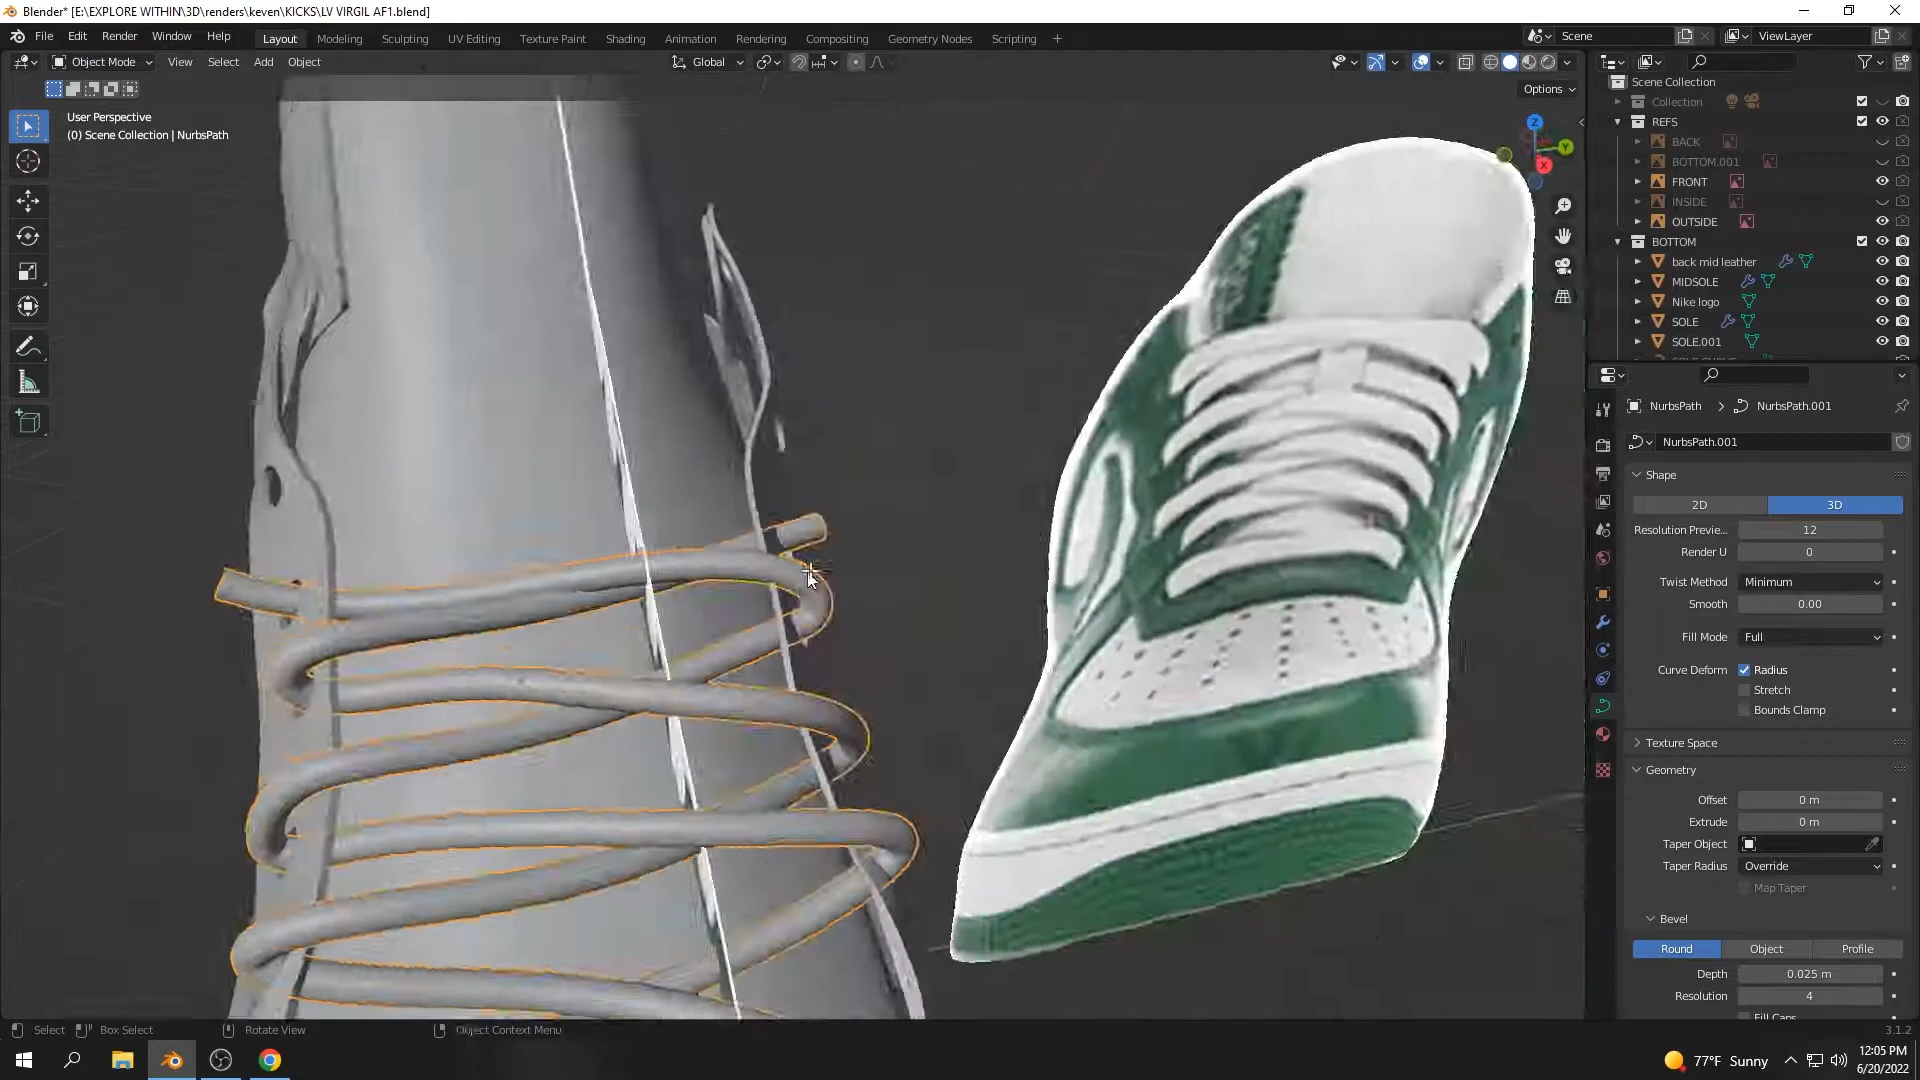 Blender* [E:\EXPLORE WITHIN\3D\renders\keven\KICKS\LV VIRGIL AF1.blend]
File Edit Render Window Help Layout Modeling Sculpting UV Editing Texture Paint Shading Animation Rendering Compositing Geometry Nodes Scripting + Scene ViewLayer
Object Mode View Select Add Object Global
Options
User Perspective
(0) Scene Collection | NurbsPath
Z
Y
X
Scene Collection
Collection
REFS
BACK
BOTTOM.001
FRONT
INSIDE
OUTSIDE
BOTTOM
back mid leather
MIDSOLE
Nike logo
SOLE
SOLE.001
NurbsPath > NurbsPath.001
NurbsPath.001
Shape
2D 3D
Resolution Previe... 12
Render U 0
Twist Method Minimum
Smooth 0.00
Fill Mode Full
Curve Deform Radius
Stretch
Bounds Clamp
Texture Space
Geometry
Offset 0 m
Extrude 0 m
Taper Object
Taper Radius Override
Map Taper
Bevel
Round Object Profile
Depth 0.025 m
Resolution 4
Fill Caps
Select Box Select Rotate View Object Context Menu 3.1.2
77°F Sunny
12:05 PM
6/20/2022